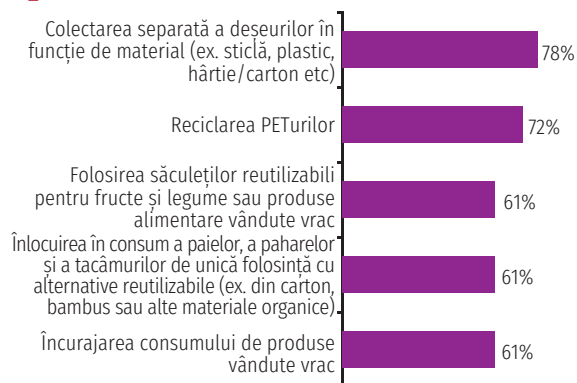 Colectarea separată a deșeurilor în
funcție de material (ex. sticlă, plastic,
hârtie/carton etc)
78%
Reciclarea PETurilor
72%
Folosirea săculeților reutilizabili
pentru fructe și legume sau produse
alimentare vândute vrac
61%
Înlocuirea în consum a paielor, a paharelor
și a tacâmurilor de unică folosință cu
alternative reutilizabile (ex. din carton,
bambus sau alte materiale organice)
61%
Încurajarea consumului de produse
vândute vrac
61%